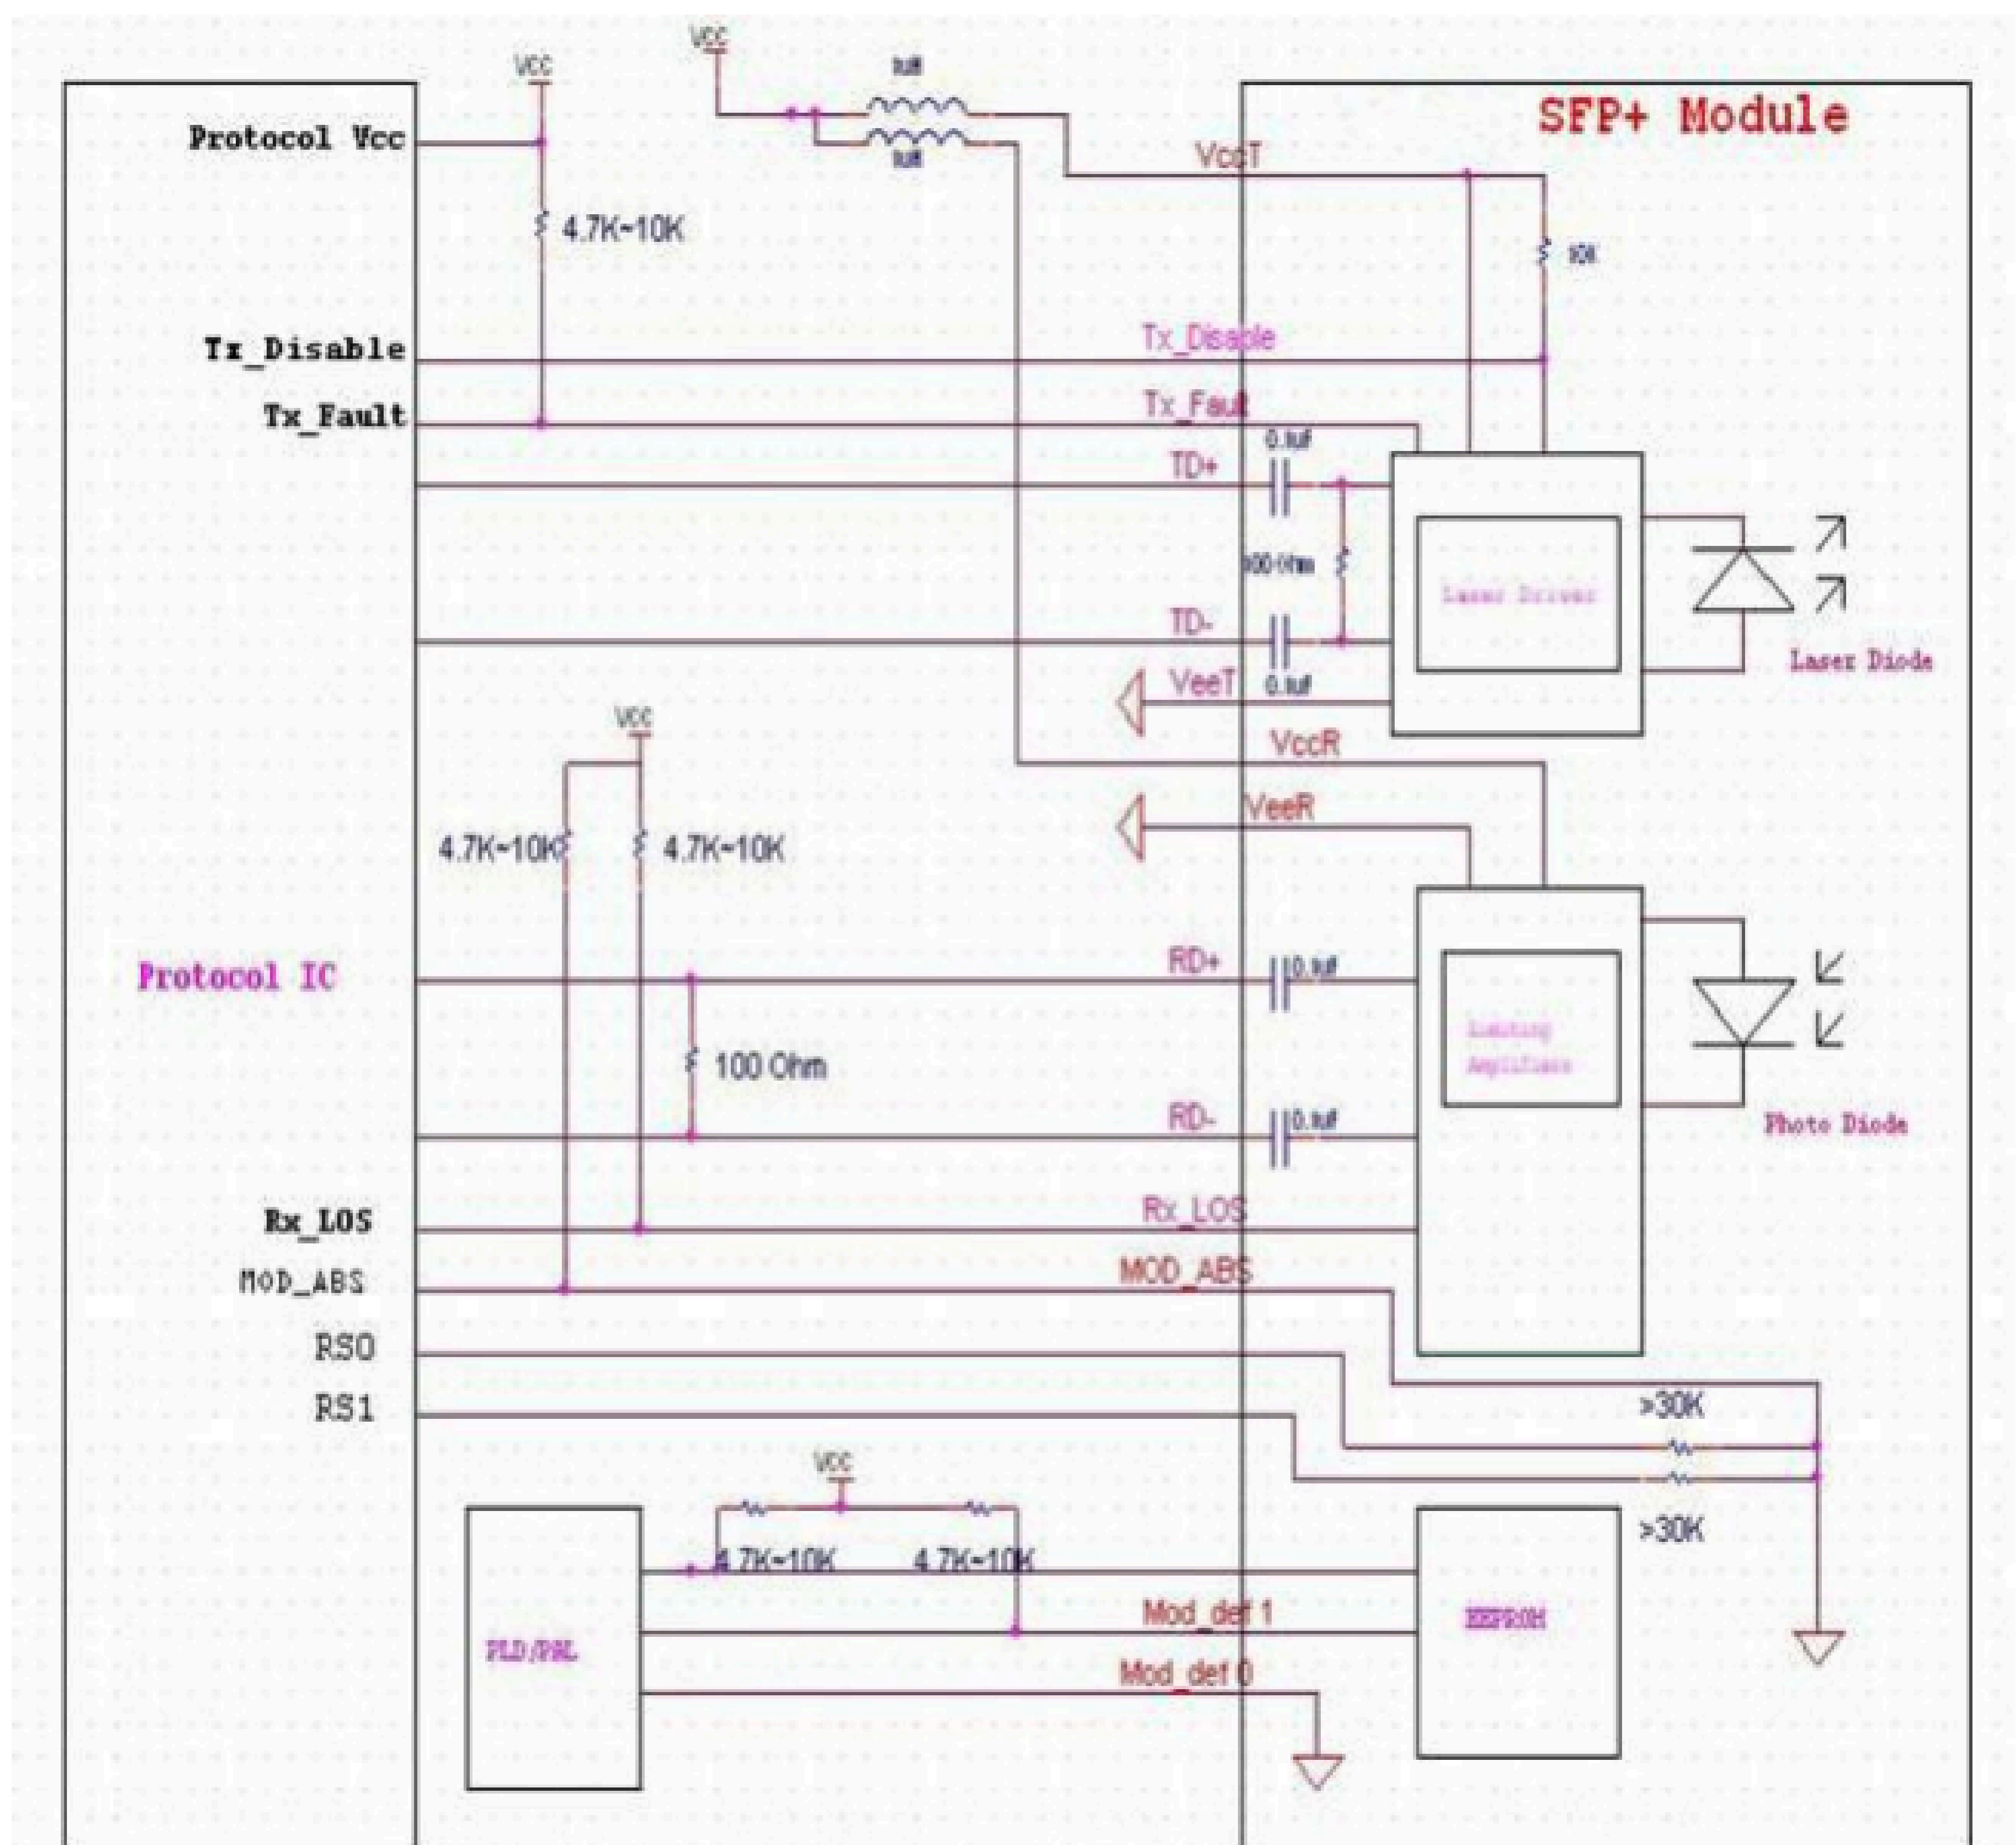 Vcc
Vcc
1uH
1uH
SFP+ Module
Protocol Vcc
VccT
4.7K~10K
10K
Tx_Disable
Tx_Disable
Tx_Fault
Tx_Fault
0.1uF
TD+
100 Ohm
Laser Driver
TD-
Laser Diode
VeeT
0.1uF
Vcc
VccR
VeeR
4.7K~10K
4.7K~10K
Protocol IC
RD+
0.1uF
Limiting
100 Ohm
RD-
0.1uF
Photo Diode
Rx_LOS
Rx_LOS
MOD_ABS
MOD_ABS
RS0
RS1
>30K
Vcc
>30K
4.7K~10K
4.7K~10K
Mod_def 1
EEPROM
PLD/PAL
Mod_def 0